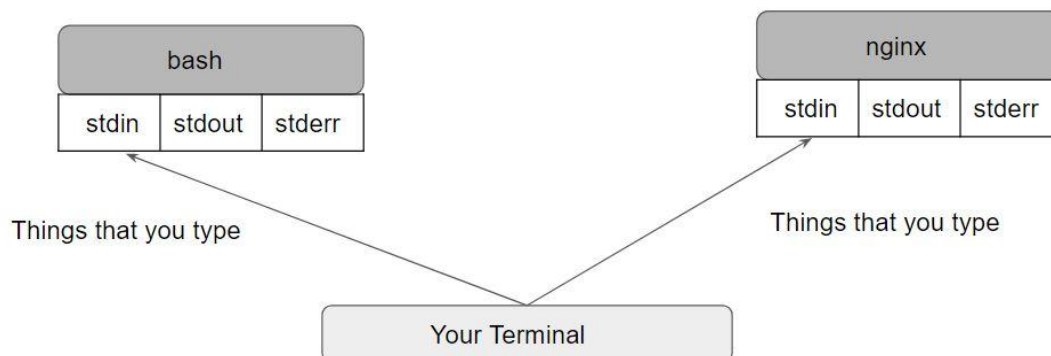 bash
nginx
stdin stdout stderr
stdin stdout stderr
Things that you type
Things that you type
Your Terminal